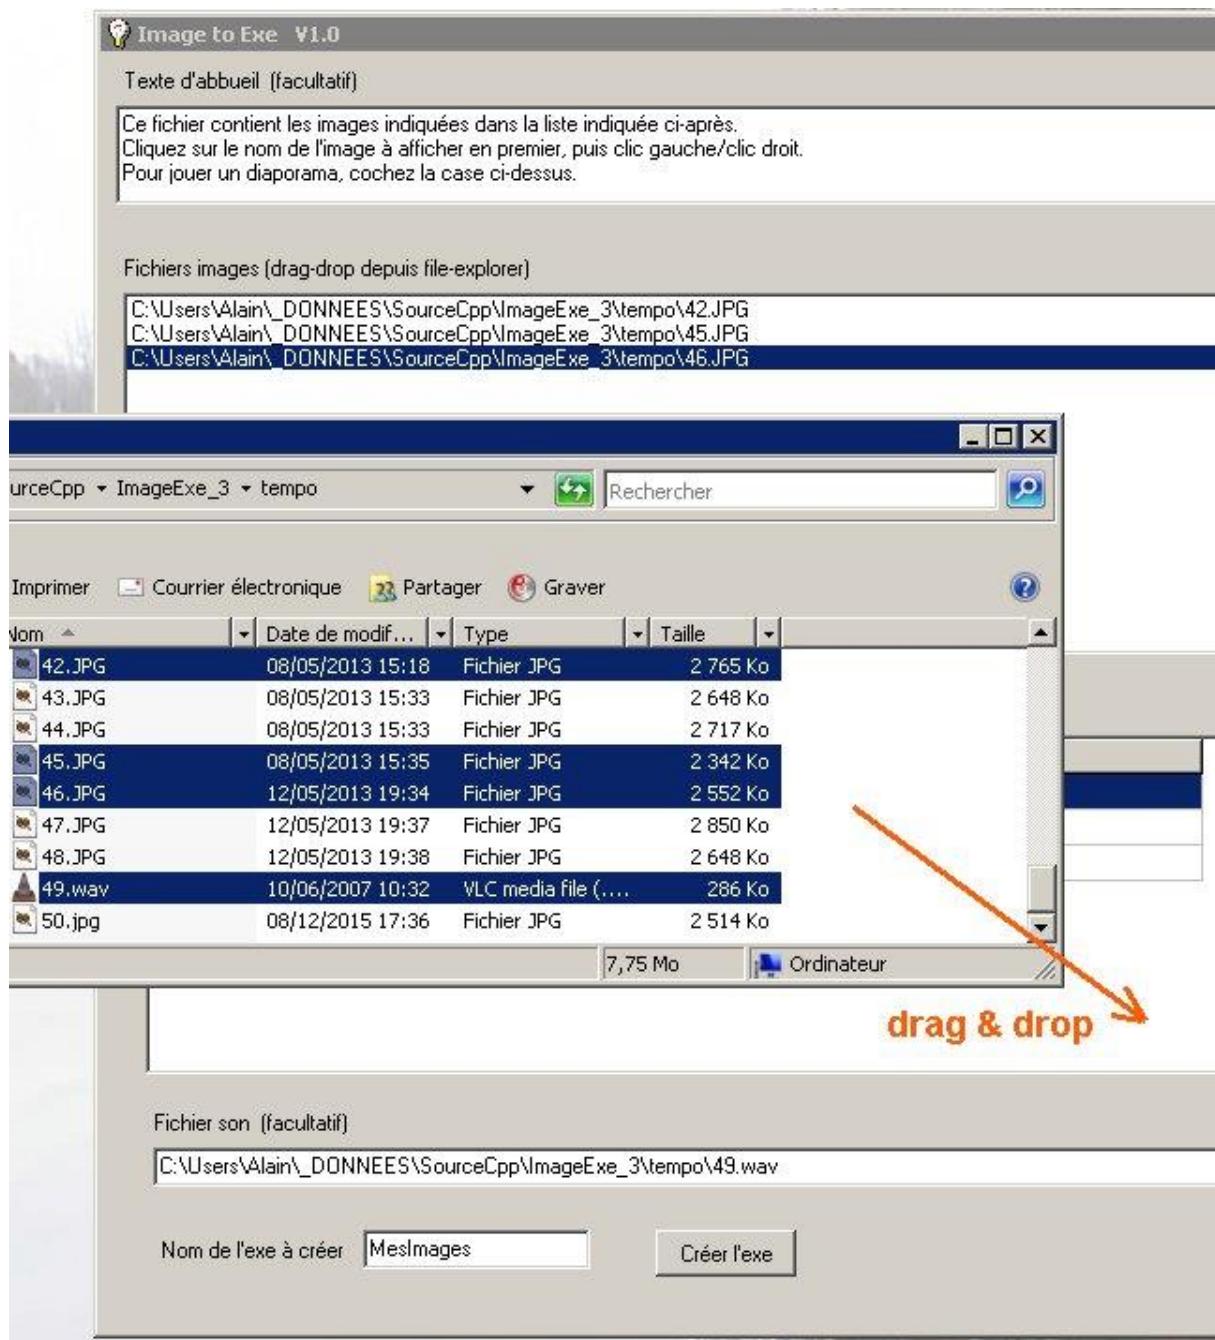 Image to Exe V1.0
Texte d'abbueil (facultatif)
Ce fichier contient les images indiquées dans la liste indiquée ci-après.
Cliquez sur le nom de l'image à afficher en premier, puis clic gauche/clic droit.
Pour jouer un diaporama, cochez la case ci-dessus.
Fichiers images (drag-drop depuis file-explorer)
C:\Users\Alain\_DONNEES\SourceCpp\ImageExe_3\tempo\42.JPG
C:\Users\Alain\_DONNEES\SourceCpp\ImageExe_3\tempo\45.JPG
C:\Users\Alain\_DONNEES\SourceCpp\ImageExe_3\tempo\46.JPG
urceCpp ImageExe_3 tempo Rechercher
Imprimer Courrier électronique Partager Graver
Nom Date de modif... Type Taille
42.JPG 08/05/2013 15:18 Fichier JPG 2 765 Ko
43.JPG 08/05/2013 15:33 Fichier JPG 2 648 Ko
44.JPG 08/05/2013 15:33 Fichier JPG 2 717 Ko
45.JPG 08/05/2013 15:35 Fichier JPG 2 342 Ko
46.JPG 12/05/2013 19:34 Fichier JPG 2 552 Ko
47.JPG 12/05/2013 19:37 Fichier JPG 2 850 Ko
48.JPG 12/05/2013 19:38 Fichier JPG 2 648 Ko
49.wav 10/06/2007 10:32 VLC media file (.... 286 Ko
50.jpg 08/12/2015 17:36 Fichier JPG 2 514 Ko
7,75 Mo Ordinateur
drag & drop
Fichier son (facultatif)
C:\Users\Alain\_DONNEES\SourceCpp\ImageExe_3\tempo\49.wav
Nom de l'exe à créer MesImages Créer l'exe